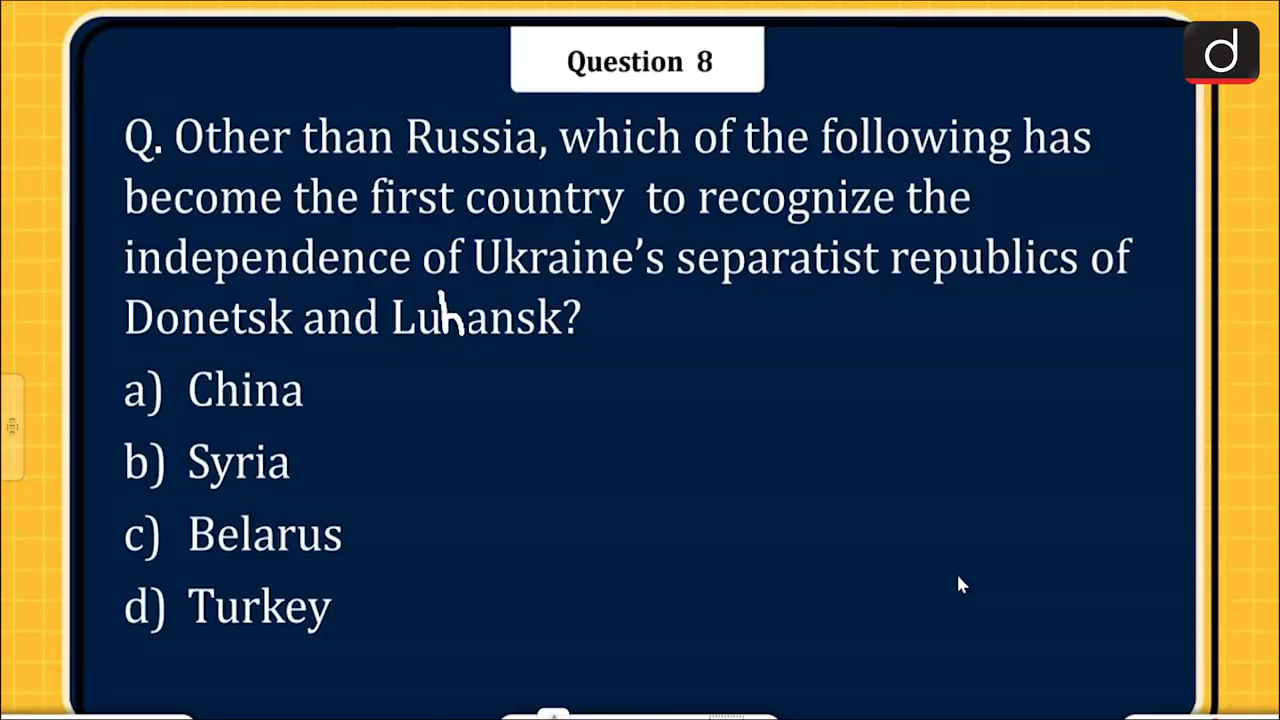 Question 8
d
Q. Other than Russia, which of the following has
become the first country to recognize the
independence of Ukraine’s separatist republics of
Donetsk and Luhansk?
a) China
b) Syria
c) Belarus
d) Turkey